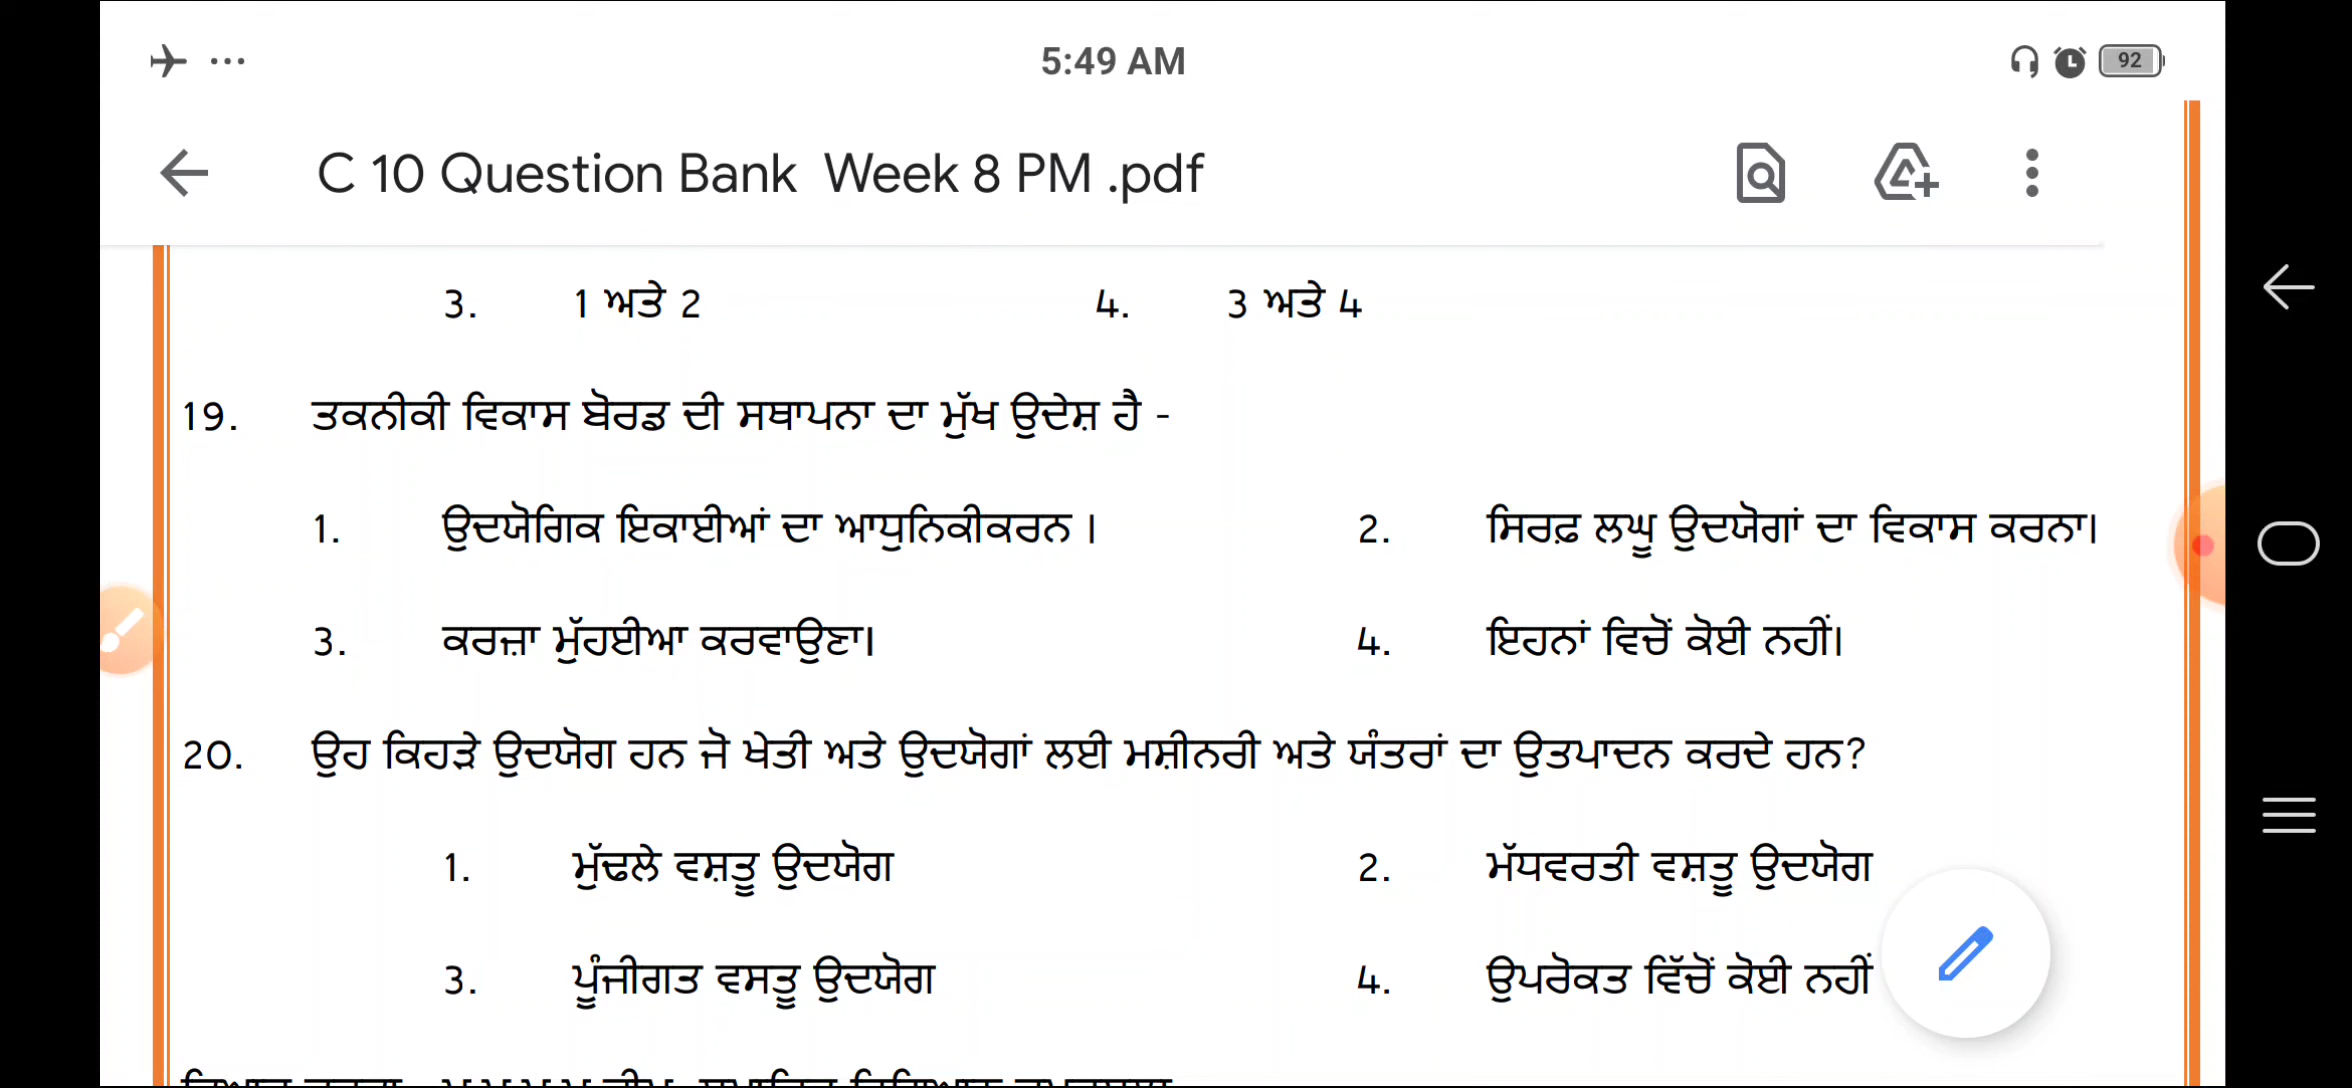 5:49 AM
92
C 10 Question Bank  Week 8 PM .pdf
3. 1 ਅਤੇ 2 4. 3 ਅਤੇ 4
19. ਤਕਨੀਕੀ ਵਿਕਾਸ ਬੋਰਡ ਦੀ ਸਥਾਪਨਾ ਦਾ ਮੁੱਖ ਉਦੇਸ਼ ਹੈ -
1. ਉਦਯੋਗਿਕ ਇਕਾਈਆਂ ਦਾ ਆਧੁਨਿਕੀਕਰਨ । 2. ਸਿਰਫ਼ ਲਘੂ ਉਦਯੋਗਾਂ ਦਾ ਵਿਕਾਸ ਕਰਨਾ।
3. ਕਰਜ਼ਾ ਮੁੱਹਈਆ ਕਰਵਾਉਣਾ। 4. ਇਹਨਾਂ ਵਿਚੋਂ ਕੋਈ ਨਹੀਂ।
20. ਉਹ ਕਿਹੜੇ ਉਦਯੋਗ ਹਨ ਜੋ ਖੇਤੀ ਅਤੇ ਉਦਯੋਗਾਂ ਲਈ ਮਸ਼ੀਨਰੀ ਅਤੇ ਯੰਤਰਾਂ ਦਾ ਉਤਪਾਦਨ ਕਰਦੇ ਹਨ?
1. ਮੁੱਢਲੇ ਵਸ਼ਤੂ ਉਦਯੋਗ 2. ਮੱਧਵਰਤੀ ਵਸ਼ਤੂ ਉਦਯੋਗ
3. ਪੂੰਜੀਗਤ ਵਸਤੂ ਉਦਯੋਗ 4. ਉਪਰੋਕਤ ਵਿੱਚੋਂ ਕੋਈ ਨਹੀਂ